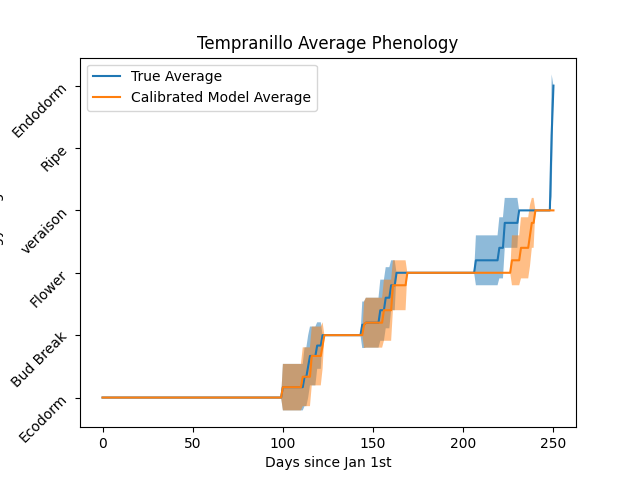 Tempranillo Average Phenology
True Average
Calibrated Model Average
Endodorm
Ripe
veraison
Flower
Bud Break
Ecodorm
0 50 100 150 200 250
Days since Jan 1st